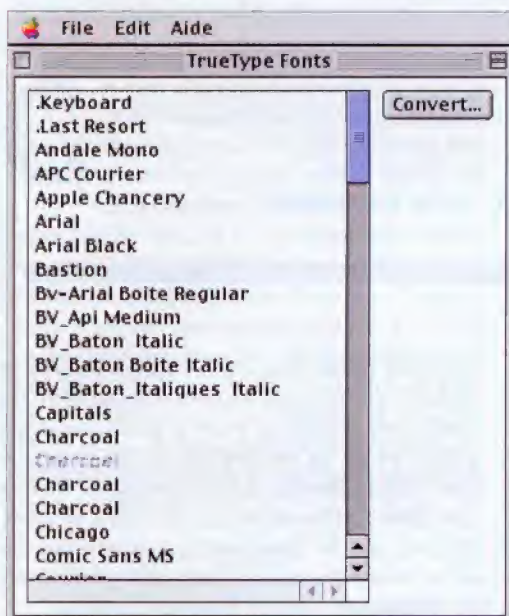 File Edit Aide
TrueType Fonts
.Keyboard
.Last Resort
Andale Mono
APC Courier
Apple Chancery
Arial
Arial Black
Bastion
Bv-Arial Boite Regular
BV_Api Medium
BV_Baton Italic
BV_Baton Boite Italic
BV_Baton_Italiques Italic
Capitals
Charcoal
Charcoal
Charcoal
Charcoal
Chicago
Comic Sans MS
Courier
Convert...